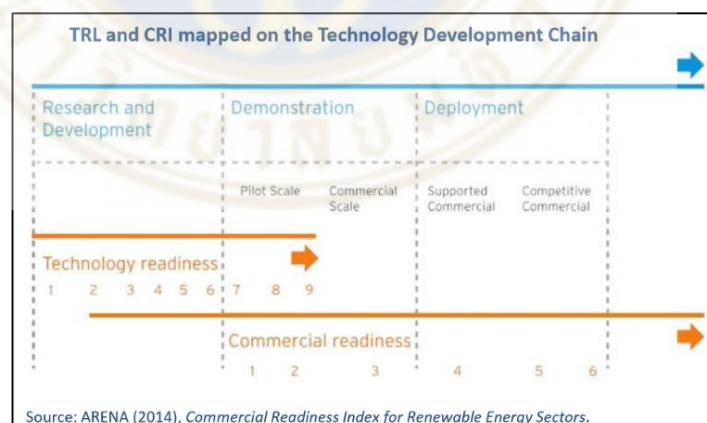 TRL and CRI mapped on the Technology Development Chain
Research and
Development
Demonstration
Deployment
Pilot Scale
Commercial
Scale
Supported
Commercial
Competitive
Commercial
Technology readiness
1 2 3 4 5 6 7 8 9
Commercial readiness
1 2 3 4 5 6
Source: ARENA (2014), Commercial Readiness Index for Renewable Energy Sectors.